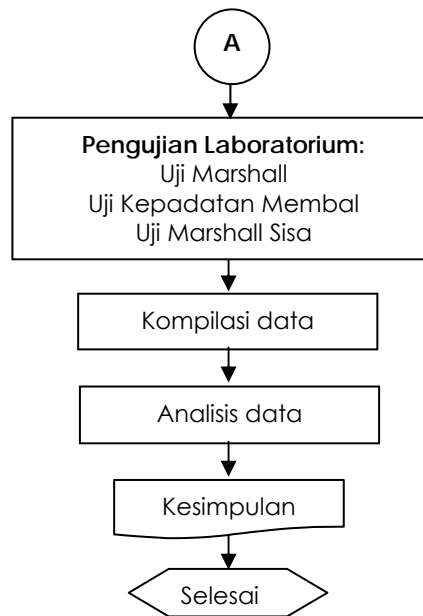 A
Pengujian Laboratorium:
Uji Marshall
Uji Kepadatan Membal
Uji Marshall Sisa
Kompilasi data
Analisis data
Kesimpulan
Selesai